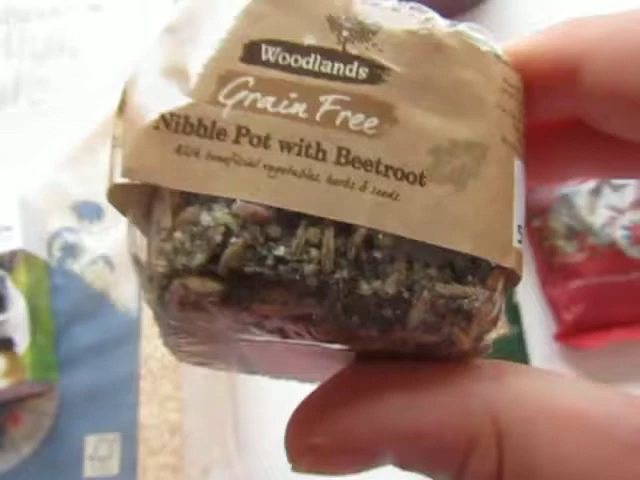 Woodlands
Grain Free
Nibble Pot with Beetroot
With beneficial vegetables, herbs & seeds